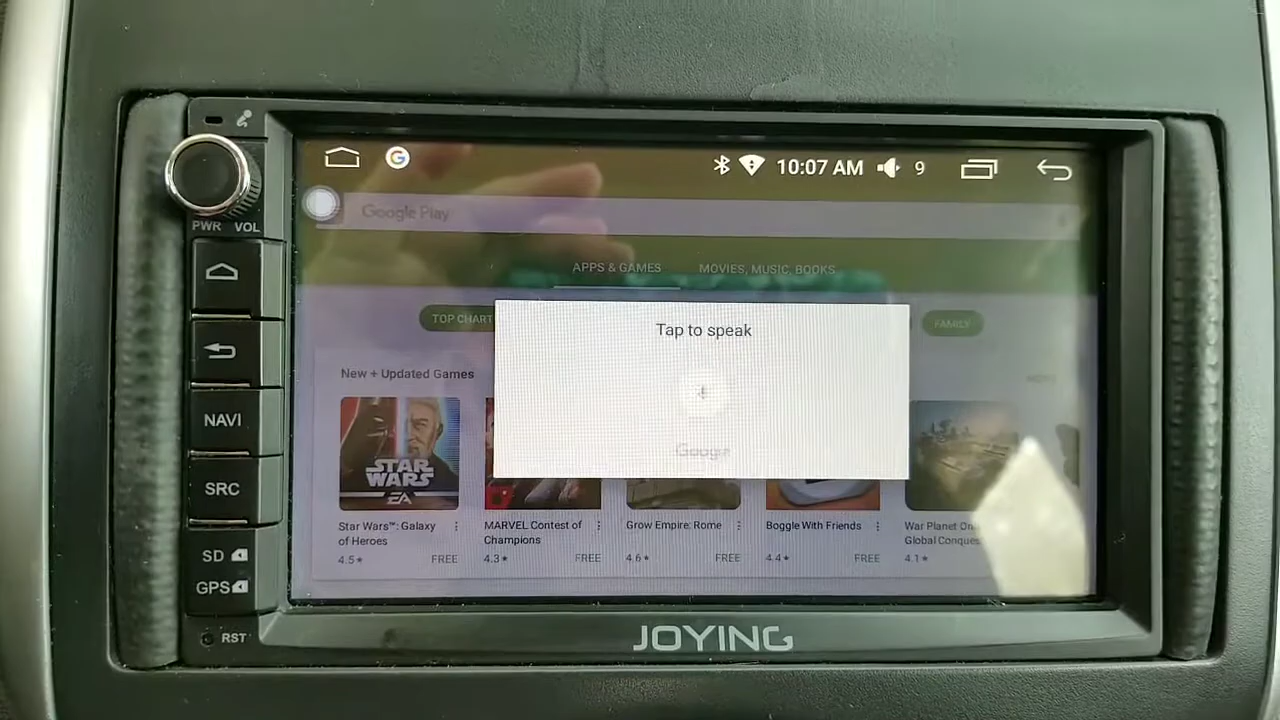 10:07 AM 9
Google Play
PWR VOL
APPS & GAMES MOVIES, MUSIC, BOOKS
TOP CHART FAMILY
Tap to speak
New + Updated Games
Google
NAVI
SRC
STAR
WARS
EA
Star Wars™: Galaxy
of Heroes
4.5★ FREE
MARVEL Contest of
Champions
4.3★ FREE
Grow Empire: Rome
4.6★ FREE
Boggle With Friends
4.4★ FREE
War Planet Onl
Global Conques
4.1★
SD
GPS
RST
JOYING